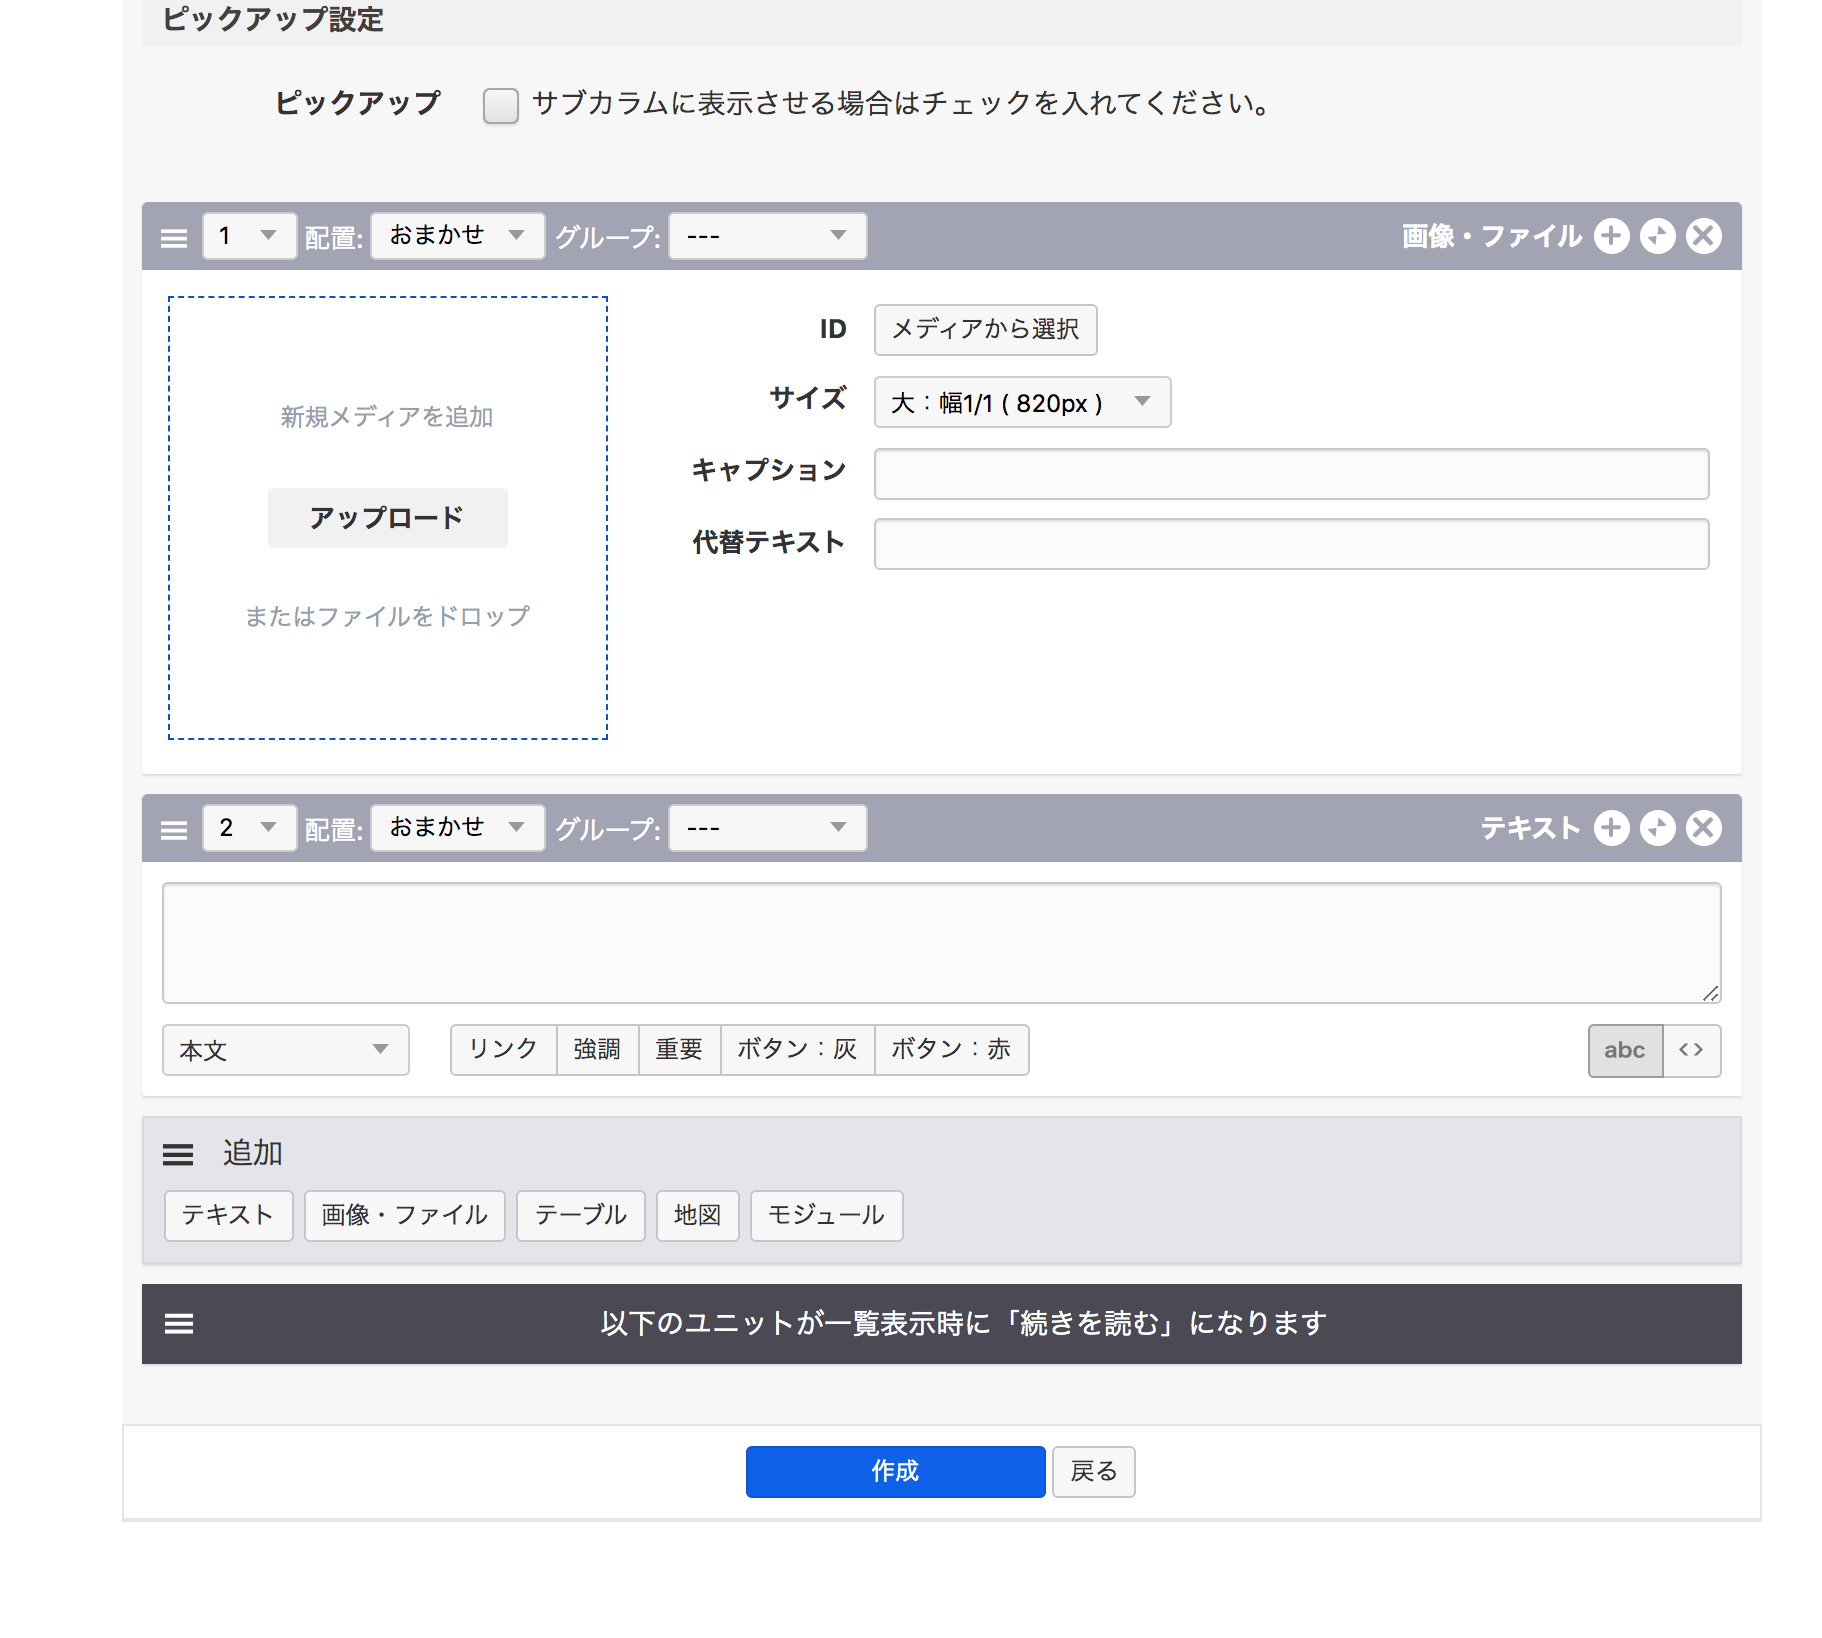 ピックアップ設定
ピックアップ サブカラムに表示させる場合はチェックを入れてください。
1 配置: おまかせ グループ: --- 画像・ファイル
新規メディアを追加
アップロード
またはファイルをドロップ
ID メディアから選択
サイズ 大：幅1/1 ( 820px )
キャプション
代替テキスト
2 配置: おまかせ グループ: --- テキスト
本文 リンク 強調 重要 ボタン：灰 ボタン：赤 abc <>
追加
テキスト 画像・ファイル テーブル 地図 モジュール
以下のユニットが一覧表示時に「続きを読む」になります
作成 戻る